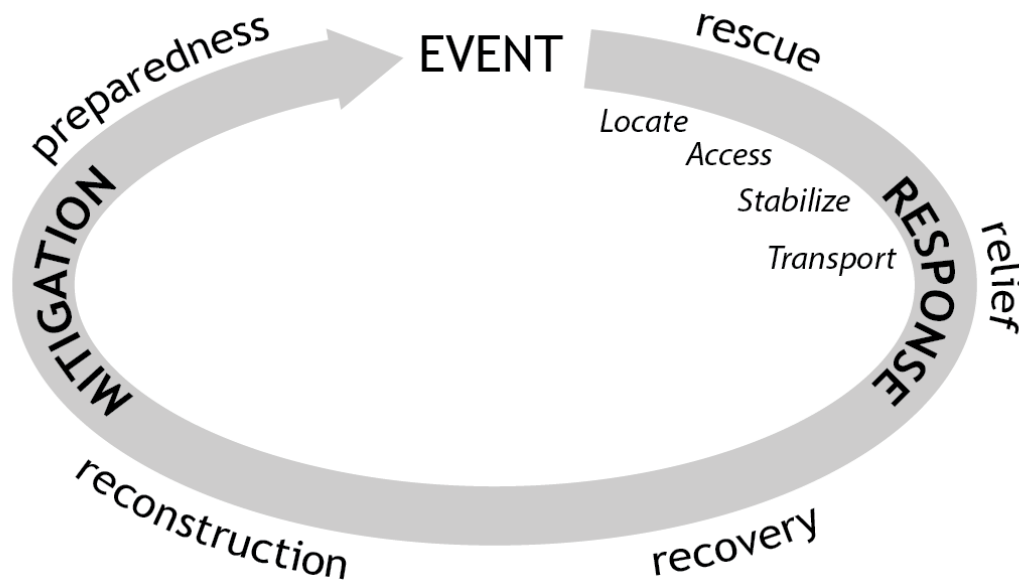 EVENT
rescue
Locate
Access
Stabilize
Transport
RESPONSE
relief
recovery
reconstruction
MITIGATION
preparedness